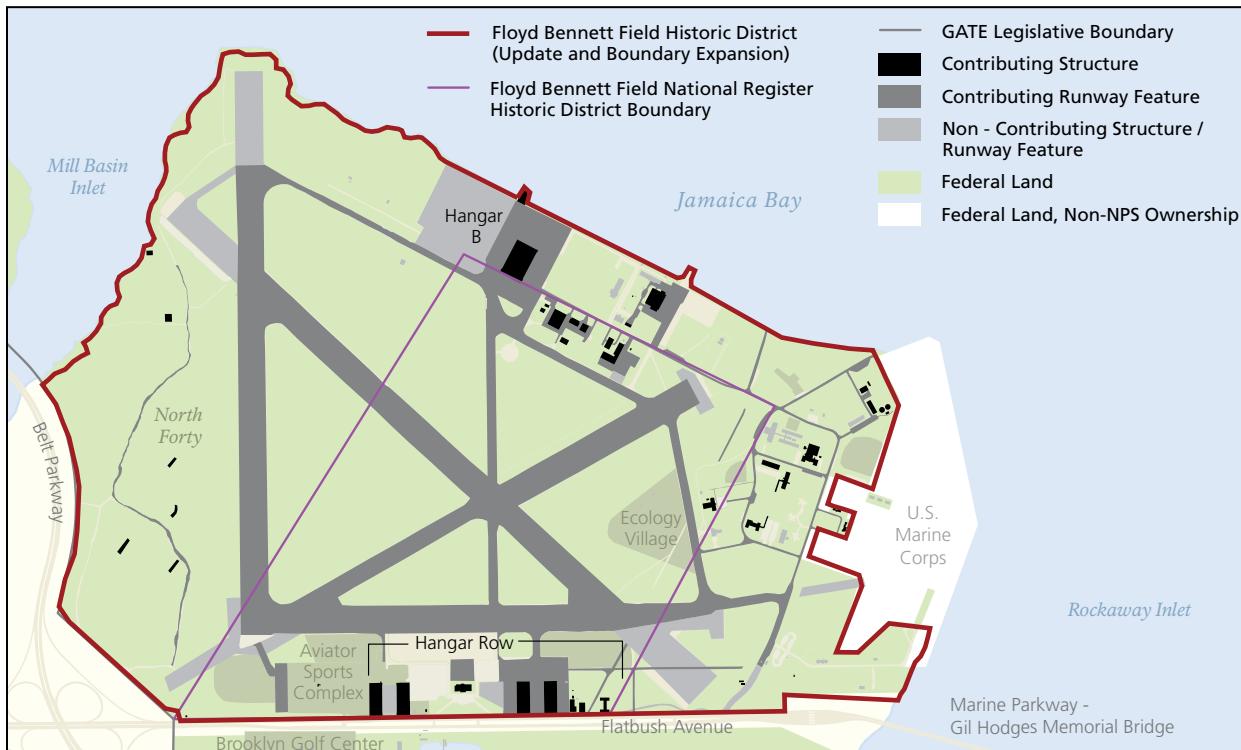 Floyd Bennett Field Historic District
(Update and Boundary Expansion)
Floyd Bennett Field National Register
Historic District Boundary
GATE Legislative Boundary
Contributing Structure
Contributing Runway Feature
Non - Contributing Structure /
Runway Feature
Federal Land
Federal Land, Non-NPS Ownership
Mill Basin
Inlet
Jamaica Bay
Hangar
B
North
Forty
Belt Parkway
Ecology
Village
U.S.
Marine
Corps
Rockaway Inlet
Aviator
Sports
Complex
Hangar Row
Flatbush Avenue
Marine Parkway -
Gil Hodges Memorial Bridge
Brooklyn Golf Center